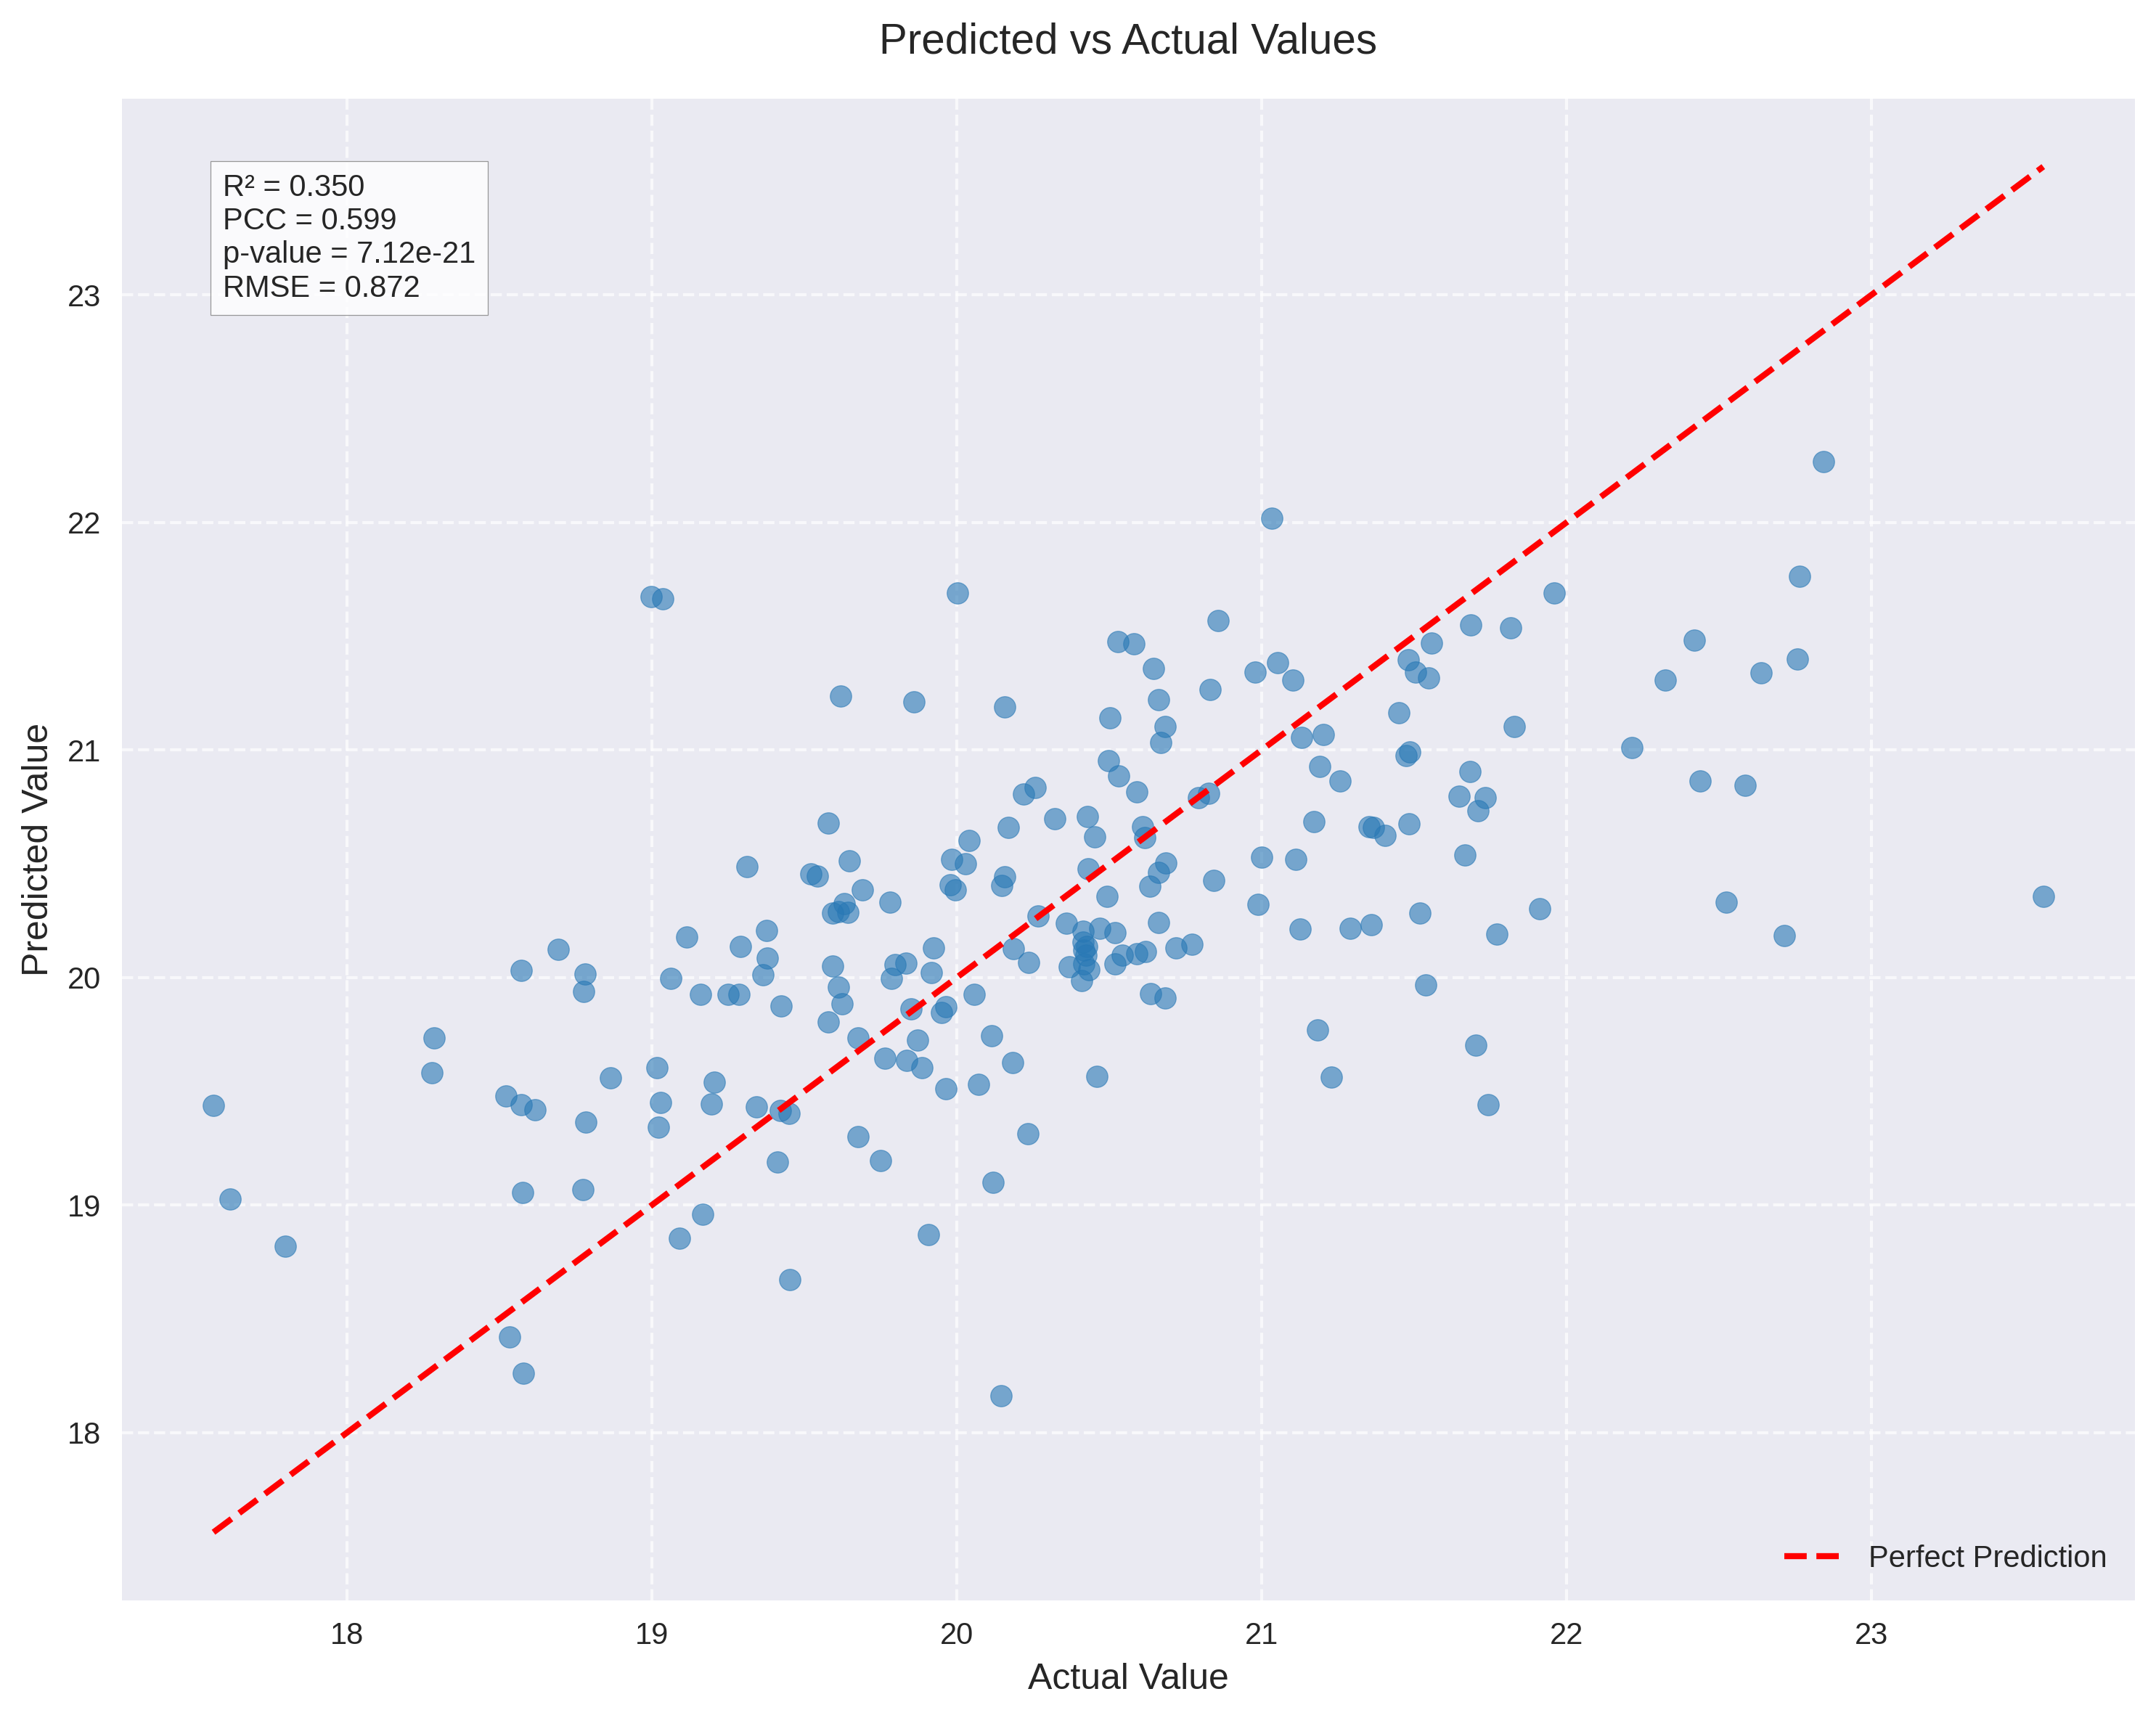 Predicted vs Actual Values
R² = 0.350
PCC = 0.599
p-value = 7.12e-21
RMSE = 0.872
23
22
21
20
19
18
Predicted Value
Perfect Prediction
18 19 20 21 22 23
Actual Value